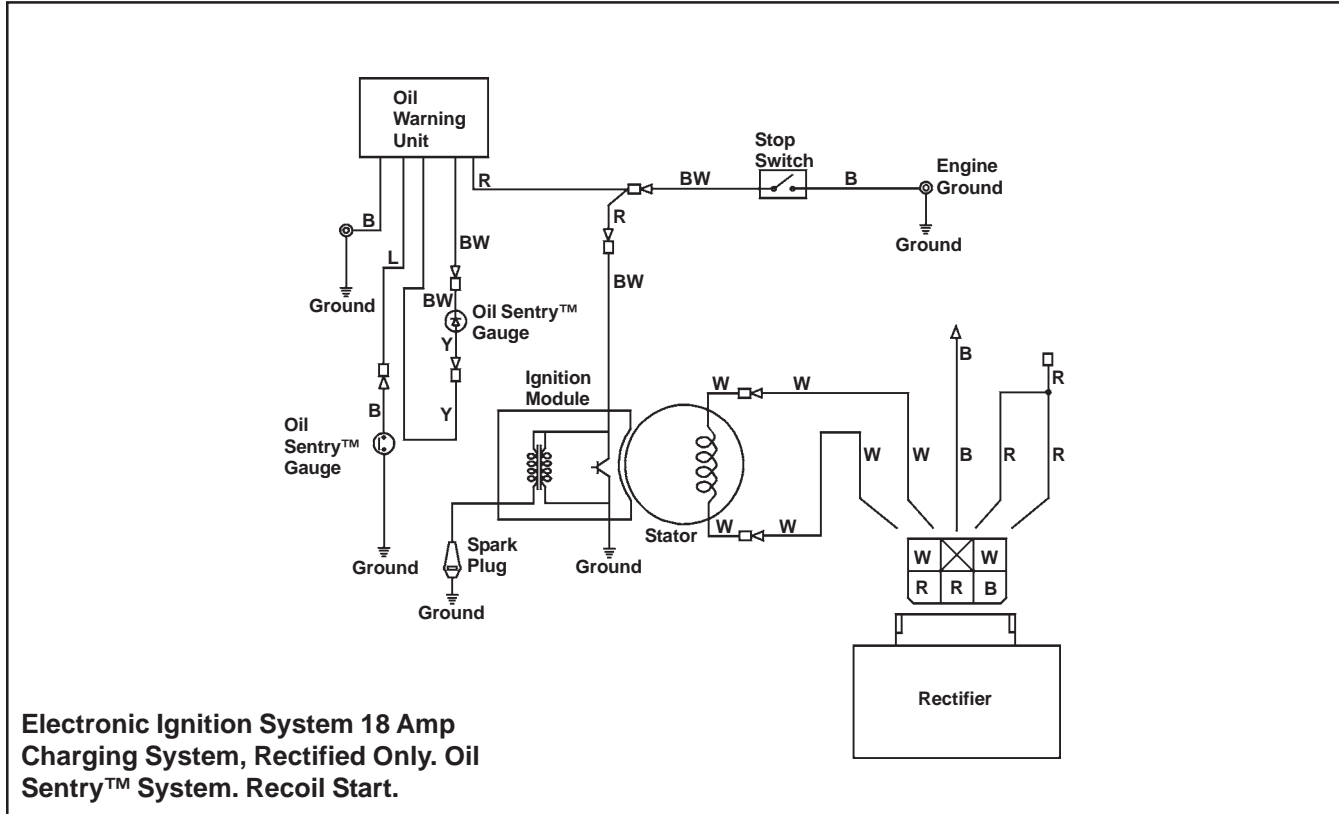 Oil
Warning
Unit
R
BW
Stop
Switch
B
Engine
Ground
Ground
B
L
BW
R
BW
Ground
BW
Oil Sentry™
Gauge
Y
Y
B
Oil
Sentry™
Gauge
Ground
Ignition
Module
Spark
Plug
Ground
Ground
Stator
W
W
W
W
B
R
W
W
B
R
R
W
W
R
R
B
Rectifier
Electronic Ignition System 18 Amp
Charging System, Rectified Only. Oil
Sentry™ System. Recoil Start.